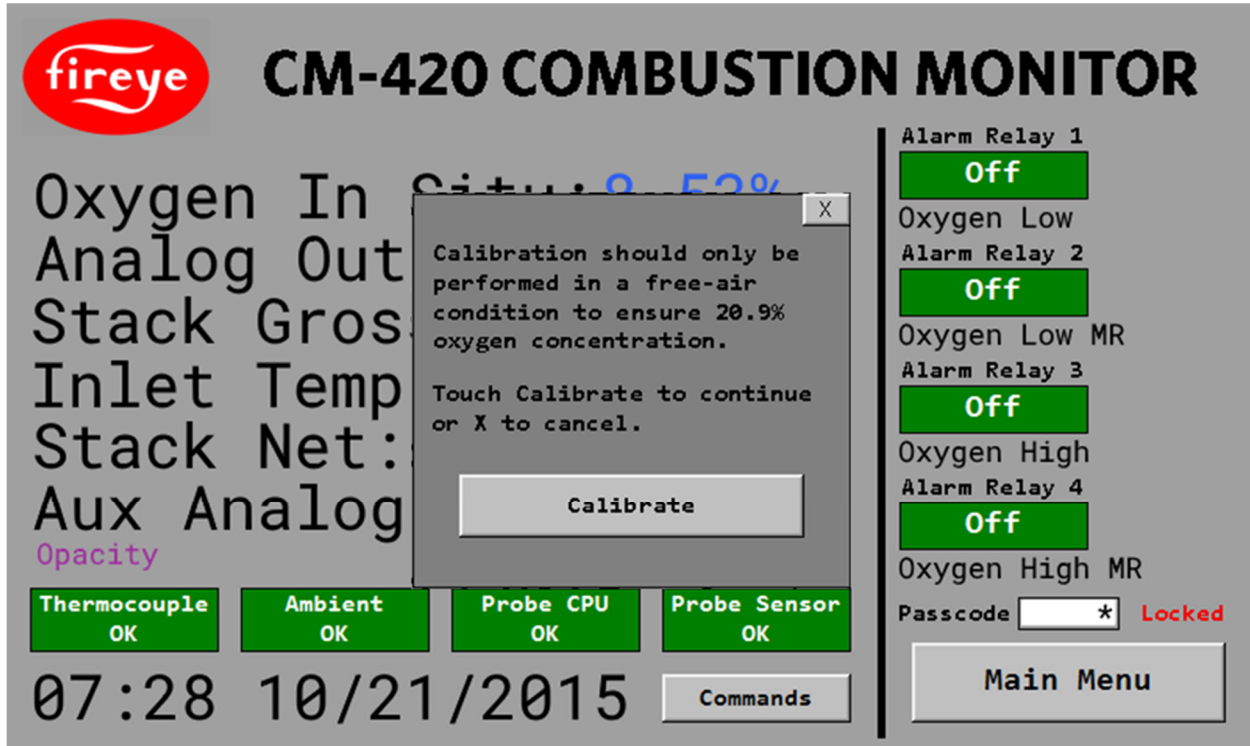 fireye
CM-420 COMBUSTION MONITOR
Oxygen In Situ: 8.53%
Analog Out
Stack Gros
Inlet Temp
Stack Net:
Aux Analog
Opacity
X
Calibration should only be
performed in a free-air
condition to ensure 20.9%
oxygen concentration.
Touch Calibrate to continue
or X to cancel.
Calibrate
Alarm Relay 1
Off
Oxygen Low
Alarm Relay 2
Off
Oxygen Low MR
Alarm Relay 3
Off
Oxygen High
Alarm Relay 4
Off
Oxygen High MR
Passcode * Locked
Main Menu
Thermocouple
OK
Ambient
OK
Probe CPU
OK
Probe Sensor
OK
07:28 10/21/2015
Commands